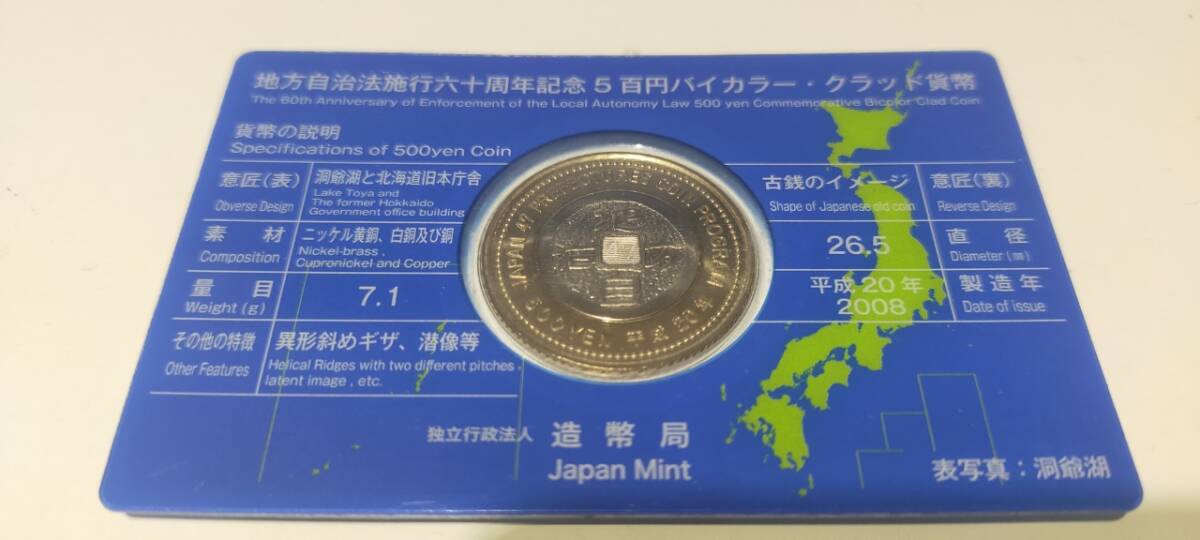 地方自治法施行六十周年記念 5百円バイカラー・クラッド貨幣
The 60th Anniversary of Enforcement of the Local Autonomy Law 500 yen Commemorative Bicolor Clad Coin
貨幣の説明
Specifications of 500yen Coin
意匠(表)
Obverse Design
洞爺湖と北海道旧本庁舎
Lake Toya and
The former Hokkaido
Government office building
古銭のイメージ
Shape of Japanese old coin
意匠(裏)
Reverse Design
素材
Composition
ニッケル黄銅、白銅及び銅
Nickel-brass,
Cupronickel and Copper
26.5
直径
Diameter(㎜)
量目
Weight(g)
7.1
平成20年
2008
製造年
Date of issue
その他の特徴
Other Features
異形斜めギザ、潜像等
Helical Ridges with two different pitches,
latent image, etc.
JAPAN 47 PREFECTURES COIN PROGRAM
500 YEN 平成20年
独立行政法人 造幣局
Japan Mint
表写真:洞爺湖